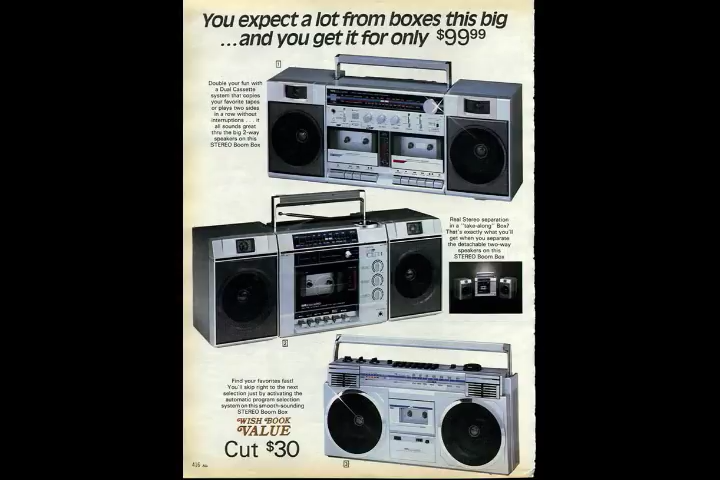 You expect a lot from boxes this big
...and you get it for only $99⁹⁹
1
Double your fun with
a Dual Cassette
system that copies
your favorite tapes
or plays two sides
in a row without
interruptions . . . it
all sounds great
thru the big 2-way
speakers on this
STEREO Boom Box
Real Stereo separation
in a "take-along" Box?
That's exactly what you'll
get when you separate
the detachable two-way
speakers on this
STEREO Boom Box
2
Find your favorites fast!
You'll skip right to the next
selection just by activating the
automatic program selection
system on this smooth-sounding
STEREO Boom Box
WISH BOOK
VALUE
Cut $30
3